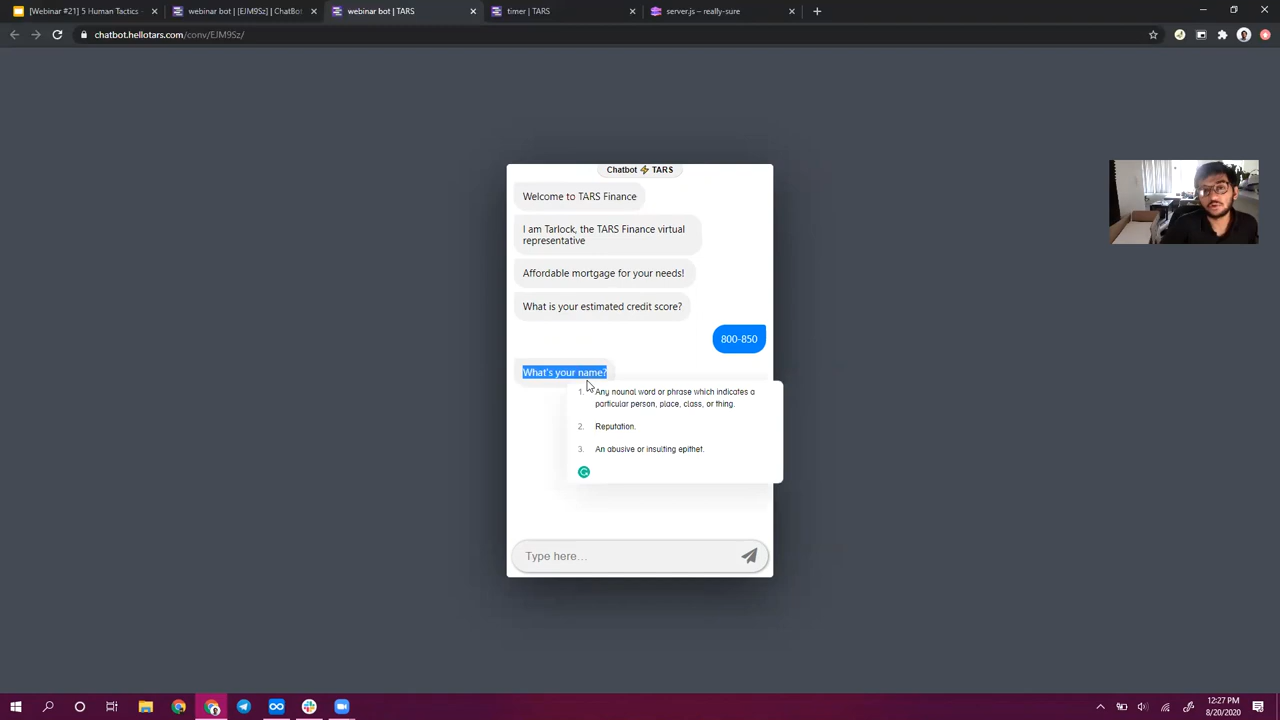 [Webinar #21] 5 Human Tactics -
webinar bot | [EJM9Sz] | ChatBot
webinar bot | TARS
timer | TARS
server.js – really-sure
chatbot.hellotars.com/conv/EJM9Sz/
Chatbot ⚡ TARS
Welcome to TARS Finance
I am Tarlock, the TARS Finance virtual
representative
Affordable mortgage for your needs!
What is your estimated credit score?
800-850
What's your name?
1. Any nounal word or phrase which indicates a
particular person, place, class, or thing.
2. Reputation.
3. An abusive or insulting epithet.
Type here...
12:27 PM
8/20/2020